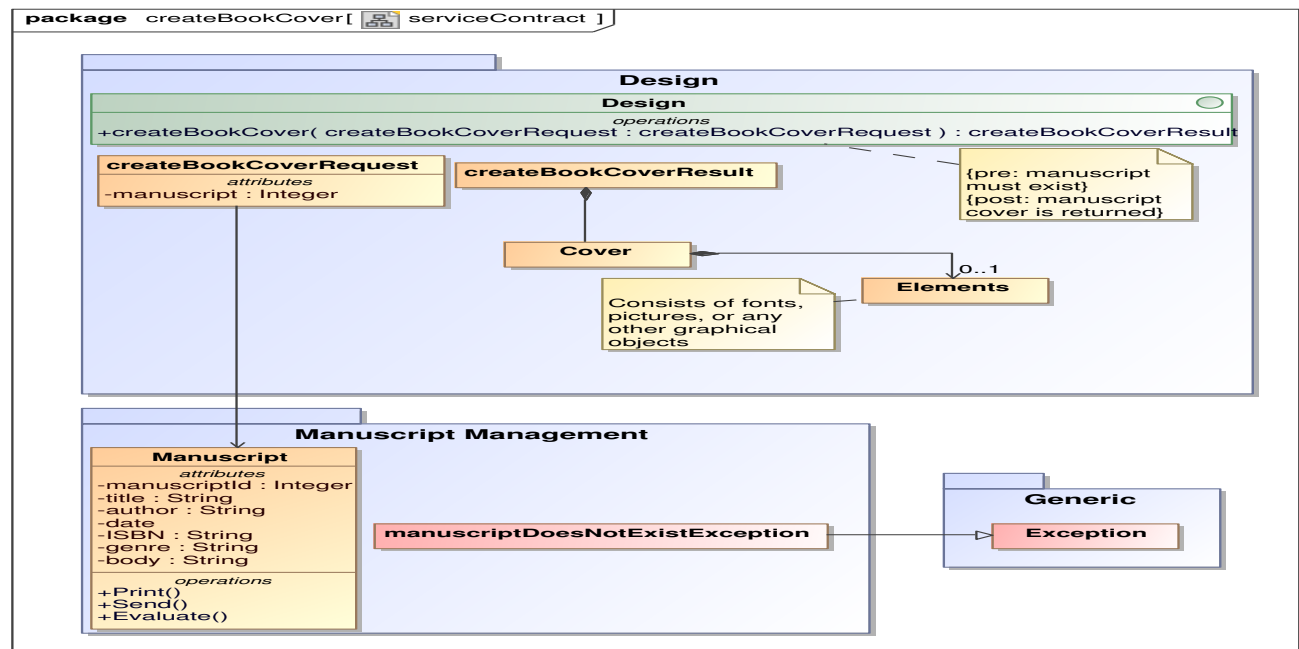 package createBookCover[ serviceContract ]
Design
Design
operations
+createBookCover( createBookCoverRequest : createBookCoverRequest ) : createBookCoverResult
createBookCoverRequest
attributes
-manuscript : Integer
createBookCoverResult
{pre: manuscript
must exist}
{post: manuscript
cover is returned}
Cover
0..1
Elements
Consists of fonts,
pictures, or any
other graphical
objects
Manuscript Management
Manuscript
attributes
-manuscriptId : Integer
-title : String
-author : String
-date
-ISBN : String
-genre : String
-body : String
operations
+Print()
+Send()
+Evaluate()
manuscriptDoesNotExistException
Generic
Exception